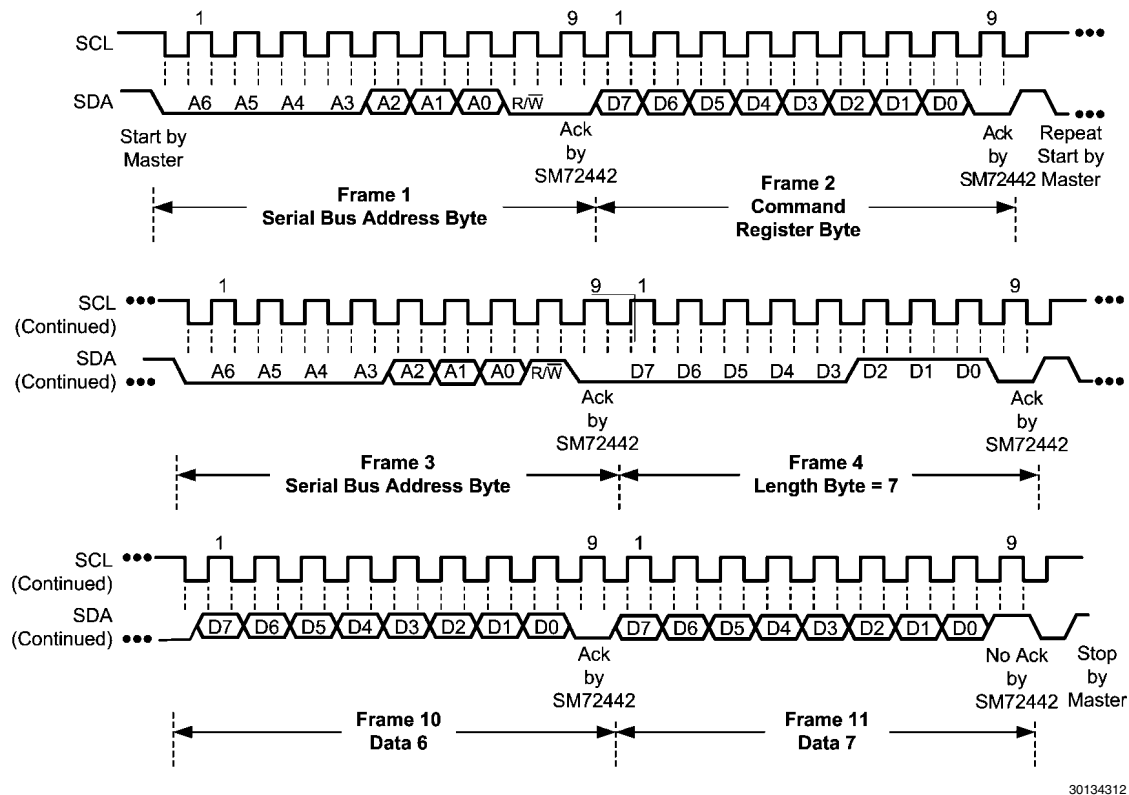 1 9 1 9
SCL
SDA A6 A5 A4 A3 A2 A1 A0 R/W̅ D7 D6 D5 D4 D3 D2 D1 D0
Start by
Master
Ack
by
SM72442
Ack
by
SM72442
Repeat
Start by
Master
Frame 1
Serial Bus Address Byte
Frame 2
Command
Register Byte
1 9 1 9
SCL
(Continued)
SDA
(Continued)
A6 A5 A4 A3 A2 A1 A0 R/W̅ D7 D6 D5 D4 D3 D2 D1 D0
Ack
by
SM72442
Ack
by
SM72442
Frame 3
Serial Bus Address Byte
Frame 4
Length Byte = 7
1 9 1 9
SCL
(Continued)
SDA
(Continued)
D7 D6 D5 D4 D3 D2 D1 D0 D7 D6 D5 D4 D3 D2 D1 D0
Ack
by
SM72442
No Ack
by
SM72442
Stop
by
Master
Frame 10
Data 6
Frame 11
Data 7
30134312